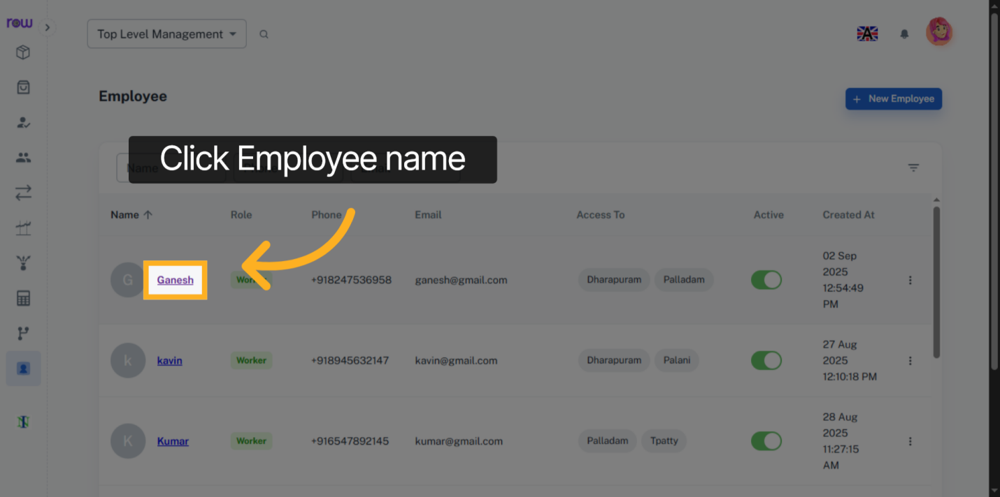 row
Top Level Management
A
Employee
+ New Employee
Click Employee name
Name
Name Role Phone Email Access To Active Created At
G Ganesh Worker +918247536958 ganesh@gmail.com Dharapuram Palladam 02 Sep
2025
12:54:49
PM
k kavin Worker +918945632147 kavin@gmail.com Dharapuram Palani 27 Aug
2025
12:10:18 PM
K Kumar Worker +916547892145 kumar@gmail.com Palladam Tpatty 28 Aug
2025
11:27:15
AM